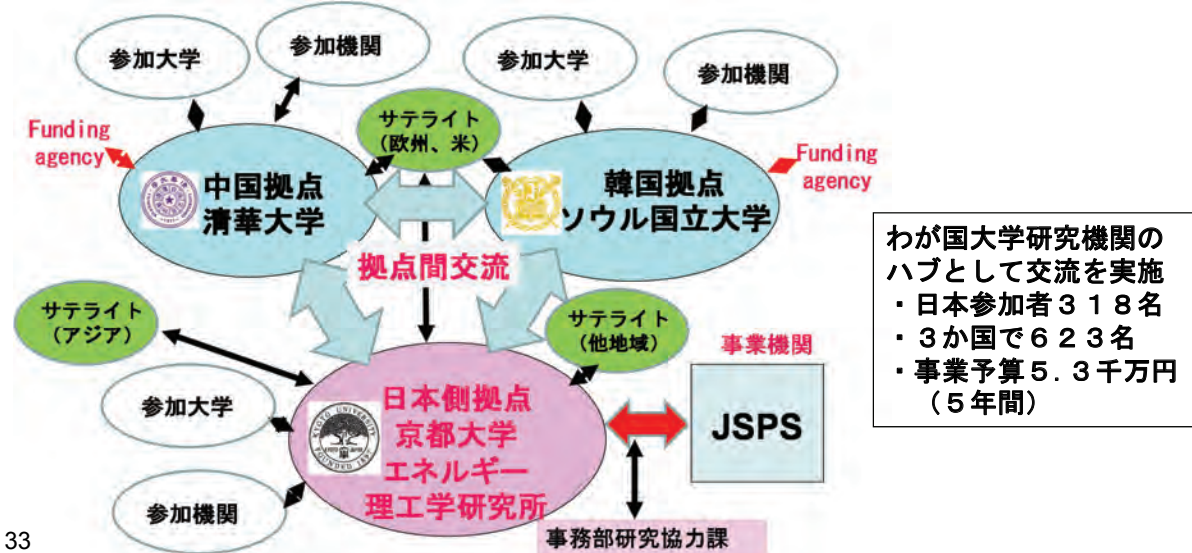 参加大学
参加機関
参加大学
参加機関
Funding
agency
サテライト
(欧州、米)
Funding
agency
中国拠点
清華大学
韓国拠点
ソウル国立大学
拠点間交流
サテライト
(アジア)
サテライト
(他地域)
事業機関
JSPS
参加大学
参加機関
日本側拠点
京都大学
エネルギー
理工学研究所
KYOTO UNIVERSITY
FOUNDED 1897
KYOTO JAPAN
事務部研究協力課
わが国大学研究機関の
ハブとして交流を実施
・日本参加者318名
・3か国で623名
・事業予算5.3千万円
(5年間)
33